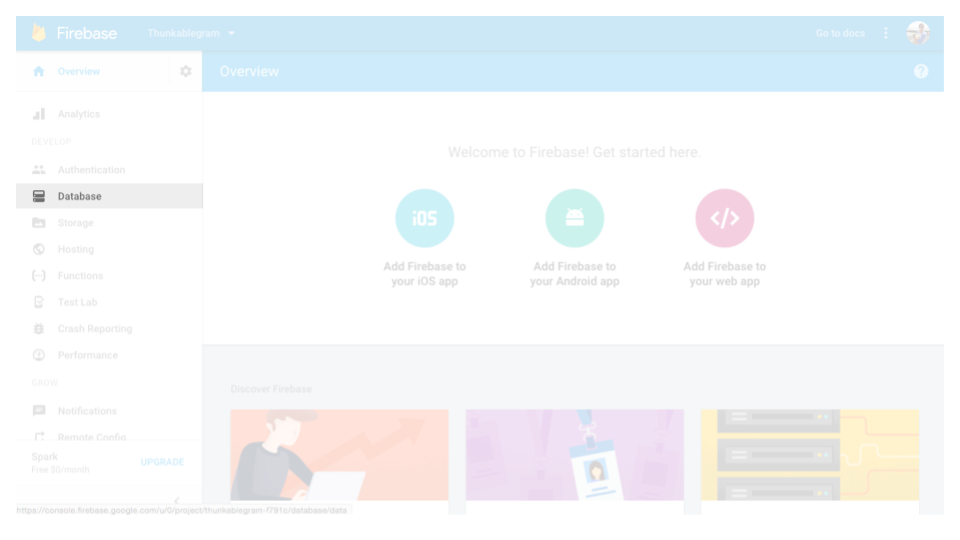 Firebase
Thunkablegram
Go to docs
Overview
Overview
Analytics
DEVELOP
Authentication
Database
Storage
Hosting
Functions
Test Lab
Crash Reporting
Performance
GROW
Notifications
Remote Config
Spark
Free $0/month
UPGRADE
Welcome to Firebase! Get started here.
iOS
</>
Add Firebase to
your iOS app
Add Firebase to
your Android app
Add Firebase to
your web app
Discover Firebase
https://console.firebase.google.com/u/0/project/thunkablegram-f791c/database/data